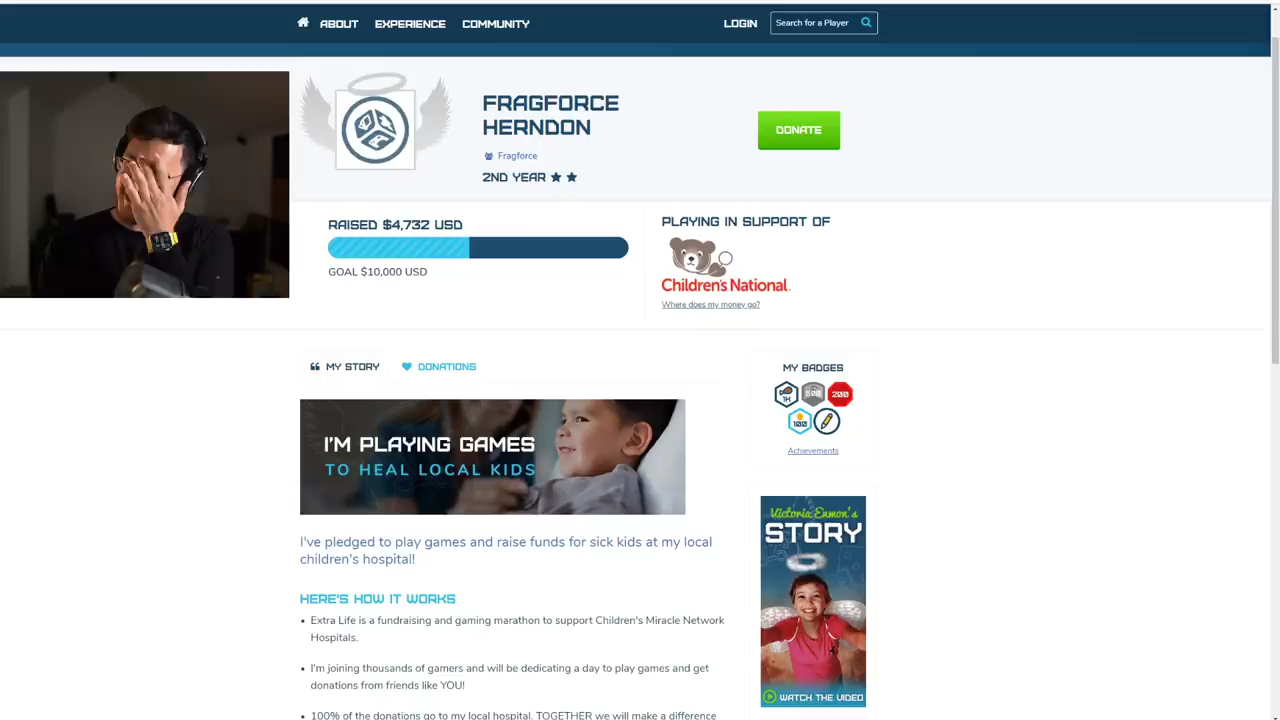 ABOUT EXPERIENCE COMMUNITY LOGIN Search for a Player
FRAGFORCE
HERNDON
Fragforce
2ND YEAR
DONATE
RAISED $4,732 USD
GOAL $10,000 USD
PLAYING IN SUPPORT OF
Children's National.
Where does my money go?
MY STORY DONATIONS
I'M PLAYING GAMES
TO HEAL LOCAL KIDS
I've pledged to play games and raise funds for sick kids at my local
children's hospital!
HERE'S HOW IT WORKS
• Extra Life is a fundraising and gaming marathon to support Children's Miracle Network
Hospitals.
• I'm joining thousands of gamers and will be dedicating a day to play games and get
donations from friends like YOU!
• 100% of the donations go to my local hospital. TOGETHER we will make a difference
MY BADGES
1K 500 200
100
Achievements
Victoria Enmon's
STORY
WATCH THE VIDEO